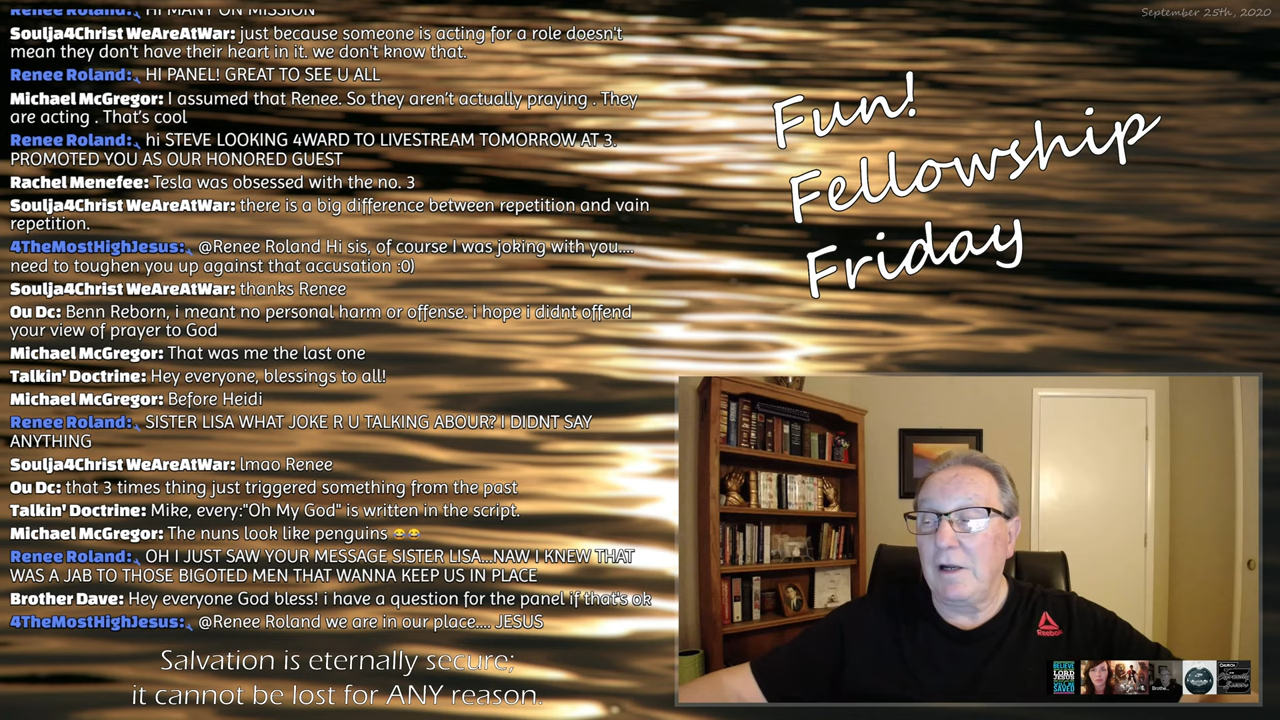 Renee Roland: HI MANY ON MISSION
Soulja4Christ WeAreAtWar: just because someone is acting for a role doesn't
mean they don't have their heart in it. we don't know that.
Renee Roland: HI PANEL! GREAT TO SEE U ALL
Michael McGregor: I assumed that Renee. So they aren't actually praying . They
are acting . That's cool
Renee Roland: hi STEVE LOOKING 4WARD TO LIVESTREAM TOMORROW AT 3.
PROMOTED YOU AS OUR HONORED GUEST
Rachel Menefee: Tesla was obsessed with the no. 3
Soulja4Christ WeAreAtWar: there is a big difference between repetition and vain
repetition.
4TheMostHighJesus: @Renee Roland Hi sis, of course I was joking with you....
need to toughen you up against that accusation :0)
Soulja4Christ WeAreAtWar: thanks Renee
Ou Dc: Benn Reborn, i meant no personal harm or offense. i hope i didnt offend
your view of prayer to God
Michael McGregor: That was me the last one
Talkin' Doctrine: Hey everyone, blessings to all!
Michael McGregor: Before Heidi
Renee Roland: SISTER LISA WHAT JOKE R U TALKING ABOUR? I DIDNT SAY
ANYTHING
Soulja4Christ WeAreAtWar: lmao Renee
Ou Dc: that 3 times thing just triggered something from the past
Talkin' Doctrine: Mike, every:"Oh My God" is written in the script.
Michael McGregor: The nuns look like penguins 😂😂
Renee Roland: OH I JUST SAW YOUR MESSAGE SISTER LISA...NAW I KNEW THAT
WAS A JAB TO THOSE BIGOTED MEN THAT WANNA KEEP US IN PLACE
Brother Dave: Hey everyone God bless! i have a question for the panel if that's ok
4TheMostHighJesus: @Renee Roland we are in our place.... JESUS
Salvation is eternally secure;
it cannot be lost for ANY reason.
September 25th, 2020
Fun!
Fellowship
Friday
Reebok
BELIEVE
LORD
JESUS
SAVED
Brothe...
CHURCH